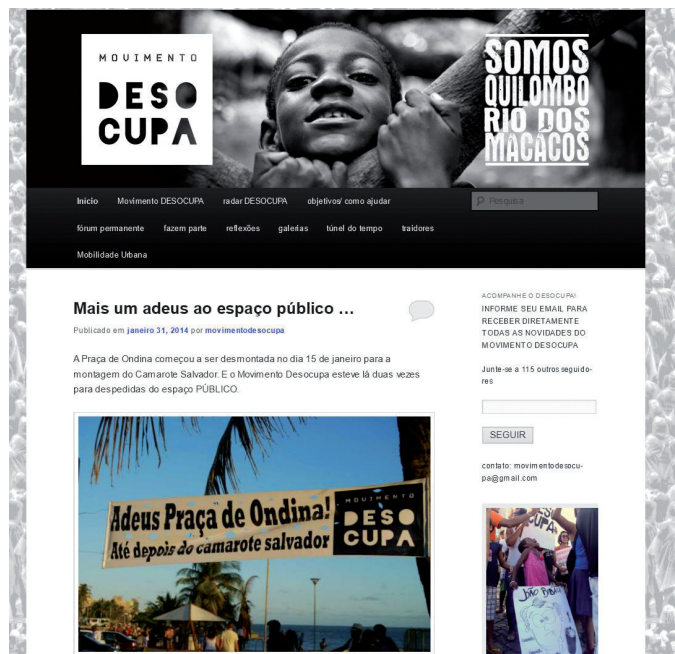 MOVIMENTO
DESO
CUPA
SOMOS
QUILOMBO
RIO DOS
MACACOS
Início Movimento DESOCUPA radar DESOCUPA objetivos/ como ajudar
Pesquisa
fórum permanente fazem parte reflexões galerias túnel do tempo traidores
Mobilidade Urbana
Mais um adeus ao espaço público …
Publicado em janeiro 31, 2014 por movimentodesocupa
A Praça de Ondina começou a ser desmontada no dia 15 de janeiro para a
montagem do Camarote Salvador. E o Movimento Desocupa esteve lá duas vezes
para despedidas do espaço PÚBLICO.
Adeus Praça de Ondina!
Até depois do camarote salvador
MOVIMENTO
DESO
CUPA
ACOMPANHE O DESOCUPA!
INFORME SEU EMAIL PARA
RECEBER DIRETAMENTE
TODAS AS NOVIDADES DO
MOVIMENTO DESOCUPA
Junte-se a 115 outros seguido-
res
SEGUIR
contato: movimentodesocu-
pa@gmail.com
CUPA
JOÃO